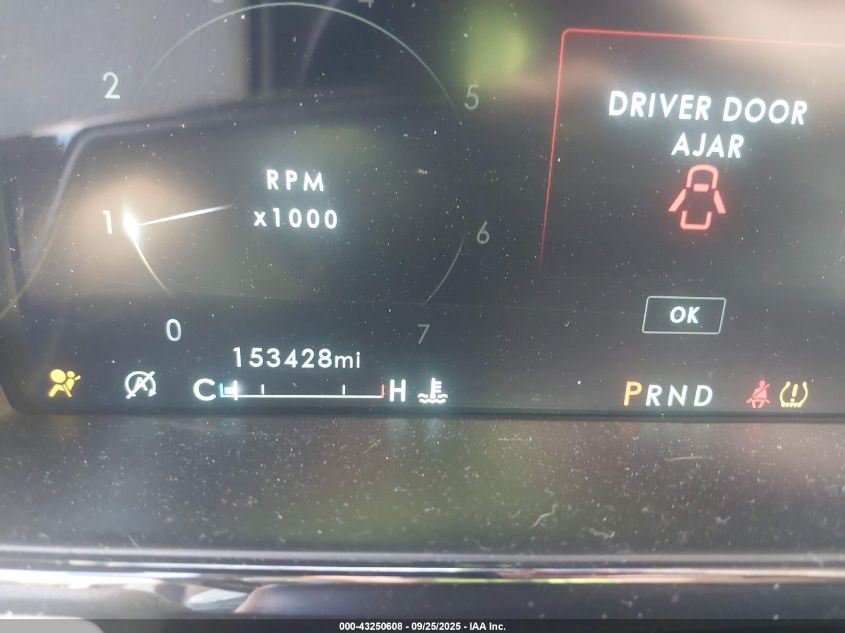 4
2
5
DRIVER DOOR
AJAR
RPM
x1000
1
6
OK
0
7
153428mi
C H
PRND
000-43250608 - 09/25/2025 - IAA Inc.